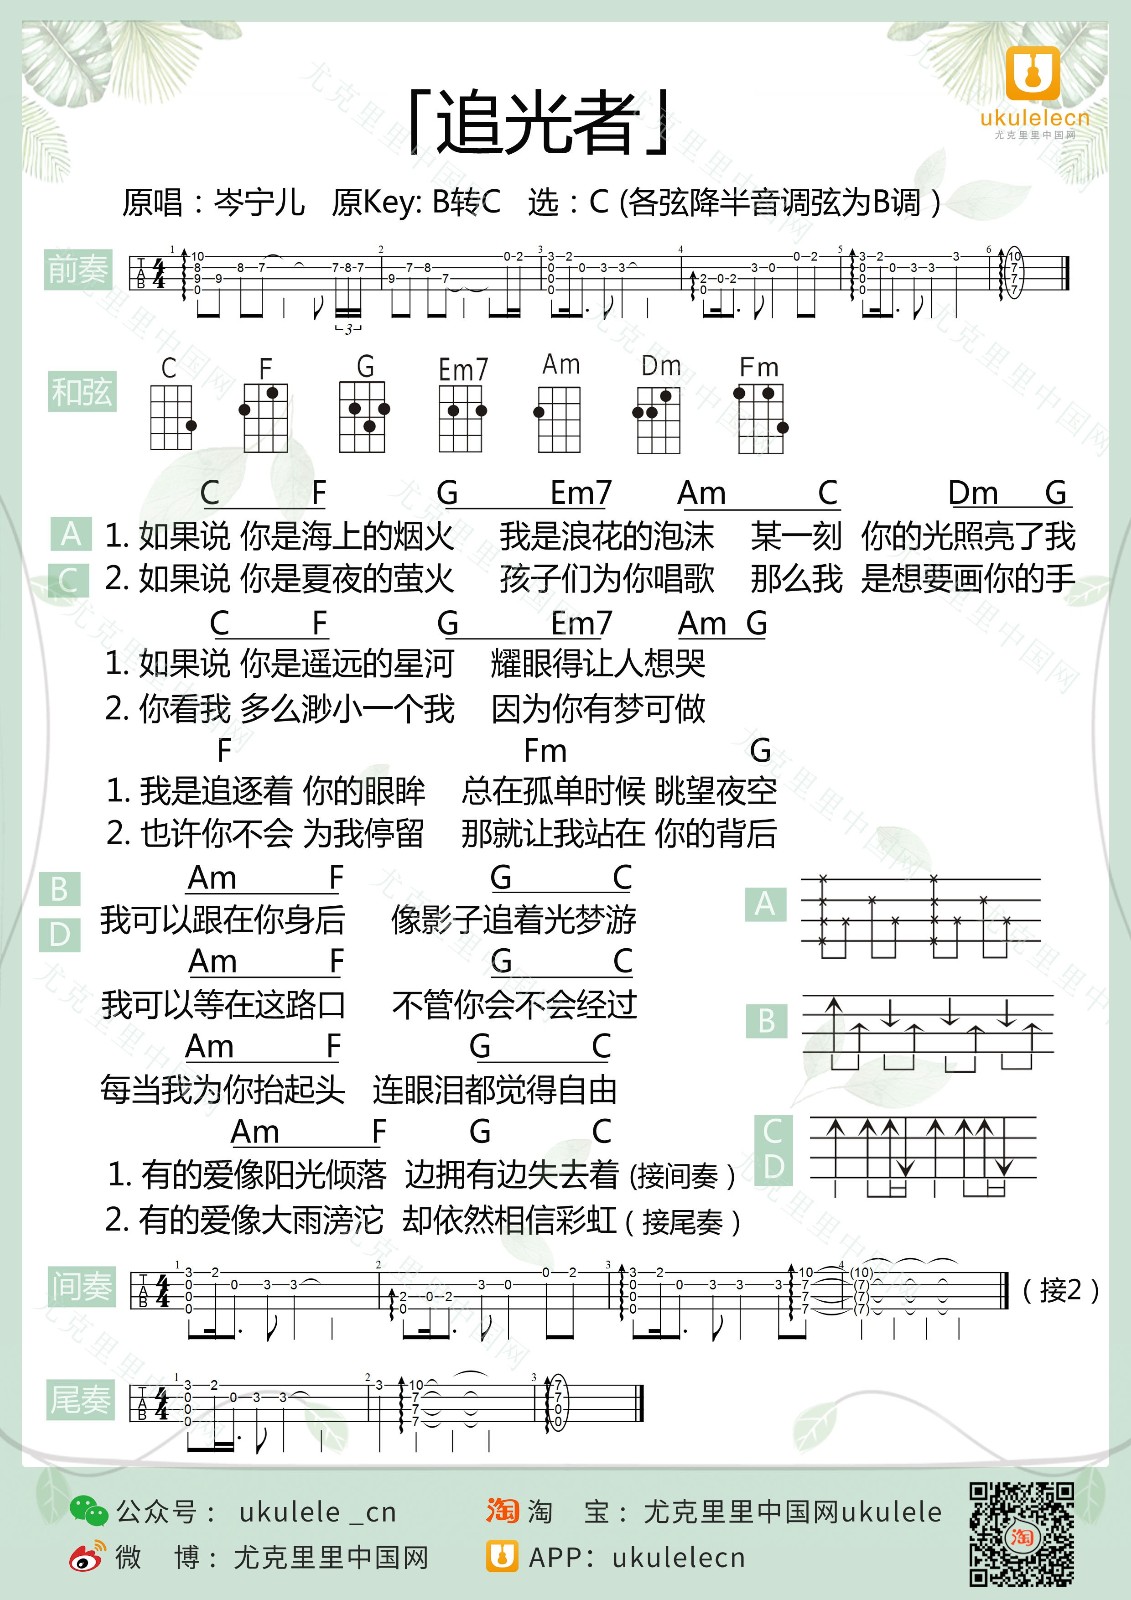 「追光者」
ukulelecn
尤克里里中国网
原唱：岑宁儿 原Key: B转C 选：C (各弦降半音调弦为B调）
前奏
和弦
C F G Em7 Am Dm Fm
C F G Em7 Am C Dm G
A 1. 如果说 你是海上的烟火 我是浪花的泡沫 某一刻 你的光照亮了我
C 2. 如果说 你是夏夜的萤火 孩子们为你唱歌 那么我 是想要画你的手
C F G Em7 Am G
1. 如果说 你是遥远的星河 耀眼得让人想哭
2. 你看我 多么渺小一个我 因为你有梦可做
F Fm G
1. 我是追逐着 你的眼眸 总在孤单时候 眺望夜空
2. 也许你不会 为我停留 那就让我站在 你的背后
Am F G C
B
D
我可以跟在你身后 像影子追着光梦游
Am F G C
我可以等在这路口 不管你会不会经过
Am F G C
每当我为你抬起头 连眼泪都觉得自由
Am F G C
1. 有的爱像阳光倾落 边拥有边失去着 (接间奏）
2. 有的爱像大雨滂沱 却依然相信彩虹（接尾奏）
A
B
C
D
间奏
（接2）
尾奏
公众号： ukulele _cn
淘 淘 宝：尤克里里中国网ukulele
微 博：尤克里里中国网
APP：ukulelecn
淘